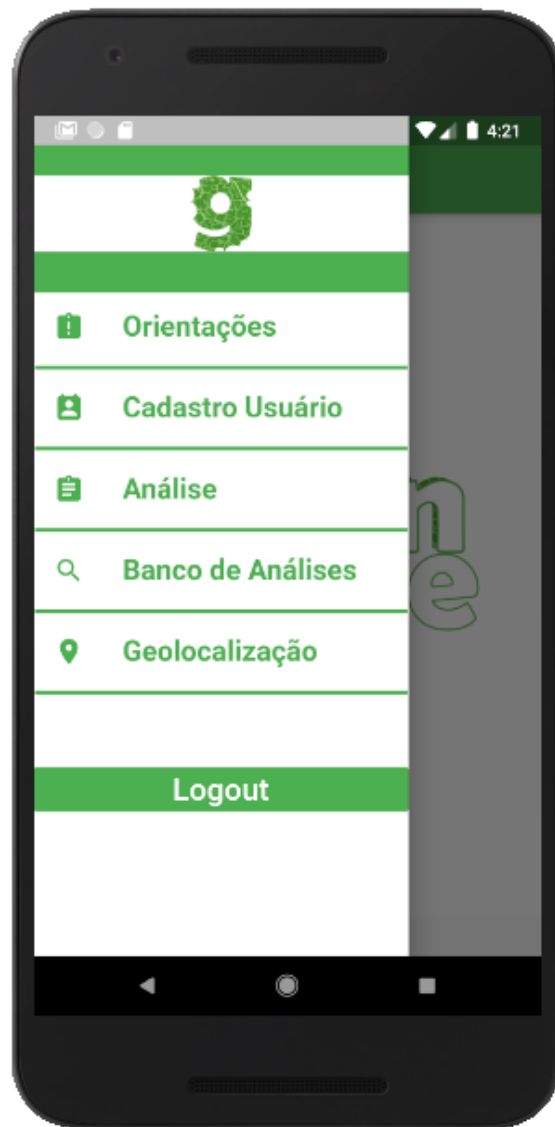 4:21
g
Orientações
Cadastro Usuário
Análise
Banco de Análises
Geolocalização
n
e
Logout